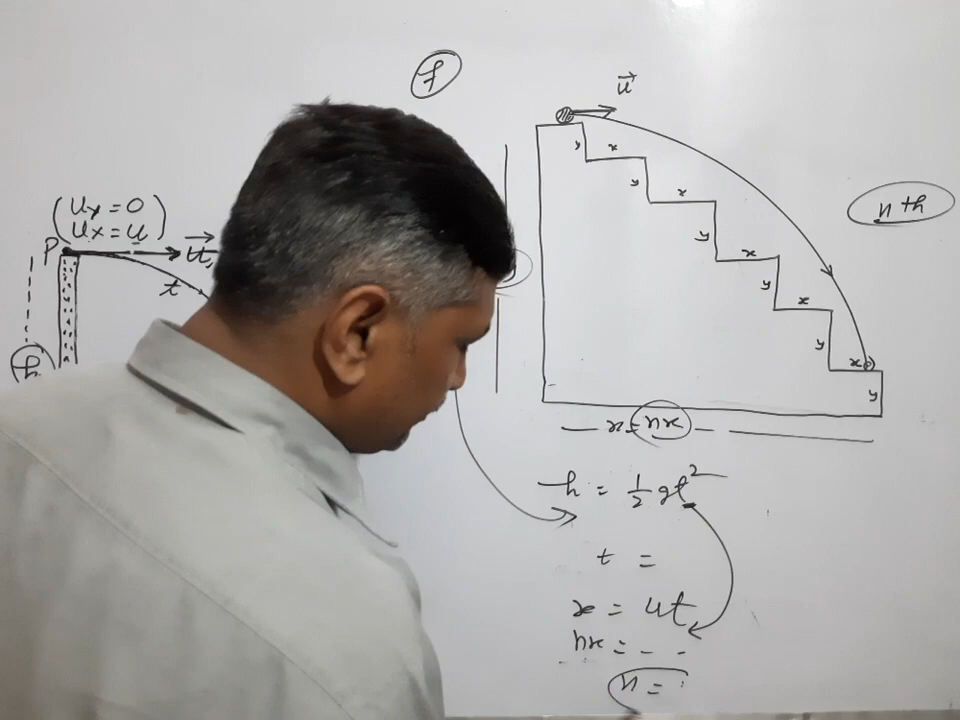 f
( uy = 0 )
( ux = u )
P
u
t
h
u
y x
y x
y x
y x
y x
y
nth
x = nx
h = 1/2 gt²
t =
x = ut
nx = - -
n =